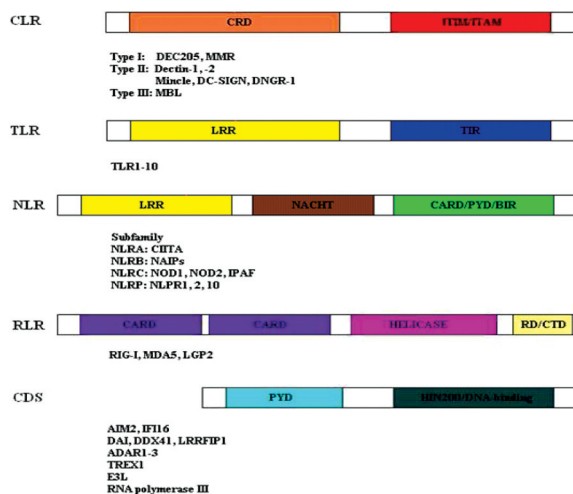 CLR CRD ITIM/ITAM
Type I: DEC205, MMR
Type II: Dectin-1, -2
Mincle, DC-SIGN, DNGR-1
Type III: MBL
TLR LRR TIR
TLR1-10
NLR LRR NACHT CARD/PYD/BIR
Subfamily
NLRA: CIITA
NLRB: NAIPs
NLRC: NOD1, NOD2, IPAF
NLRP: NLPR1, 2, 10
RLR CARD CARD HELICASE RD/CTD
RIG-I, MDA5, LGP2
CDS PYD HIN200/DNA-binding
AIM2, IFI16
DAI, DDX41, LRRFIP1
ADAR1-3
TREX1
E3L
RNA polymerase III